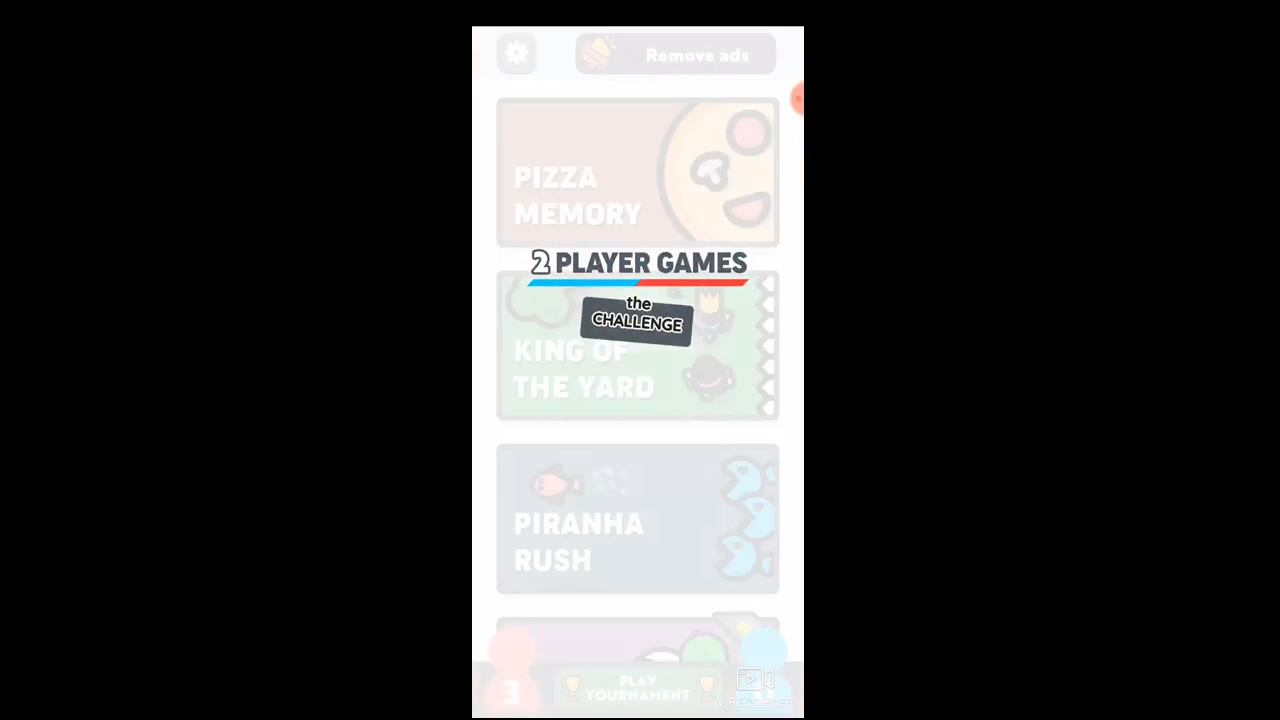 Remove ads
PIZZA
MEMORY
2 PLAYER GAMES
the
CHALLENGE
KING OF
THE YARD
PIRANHA
RUSH
3
PLAY
TOURNAMENT